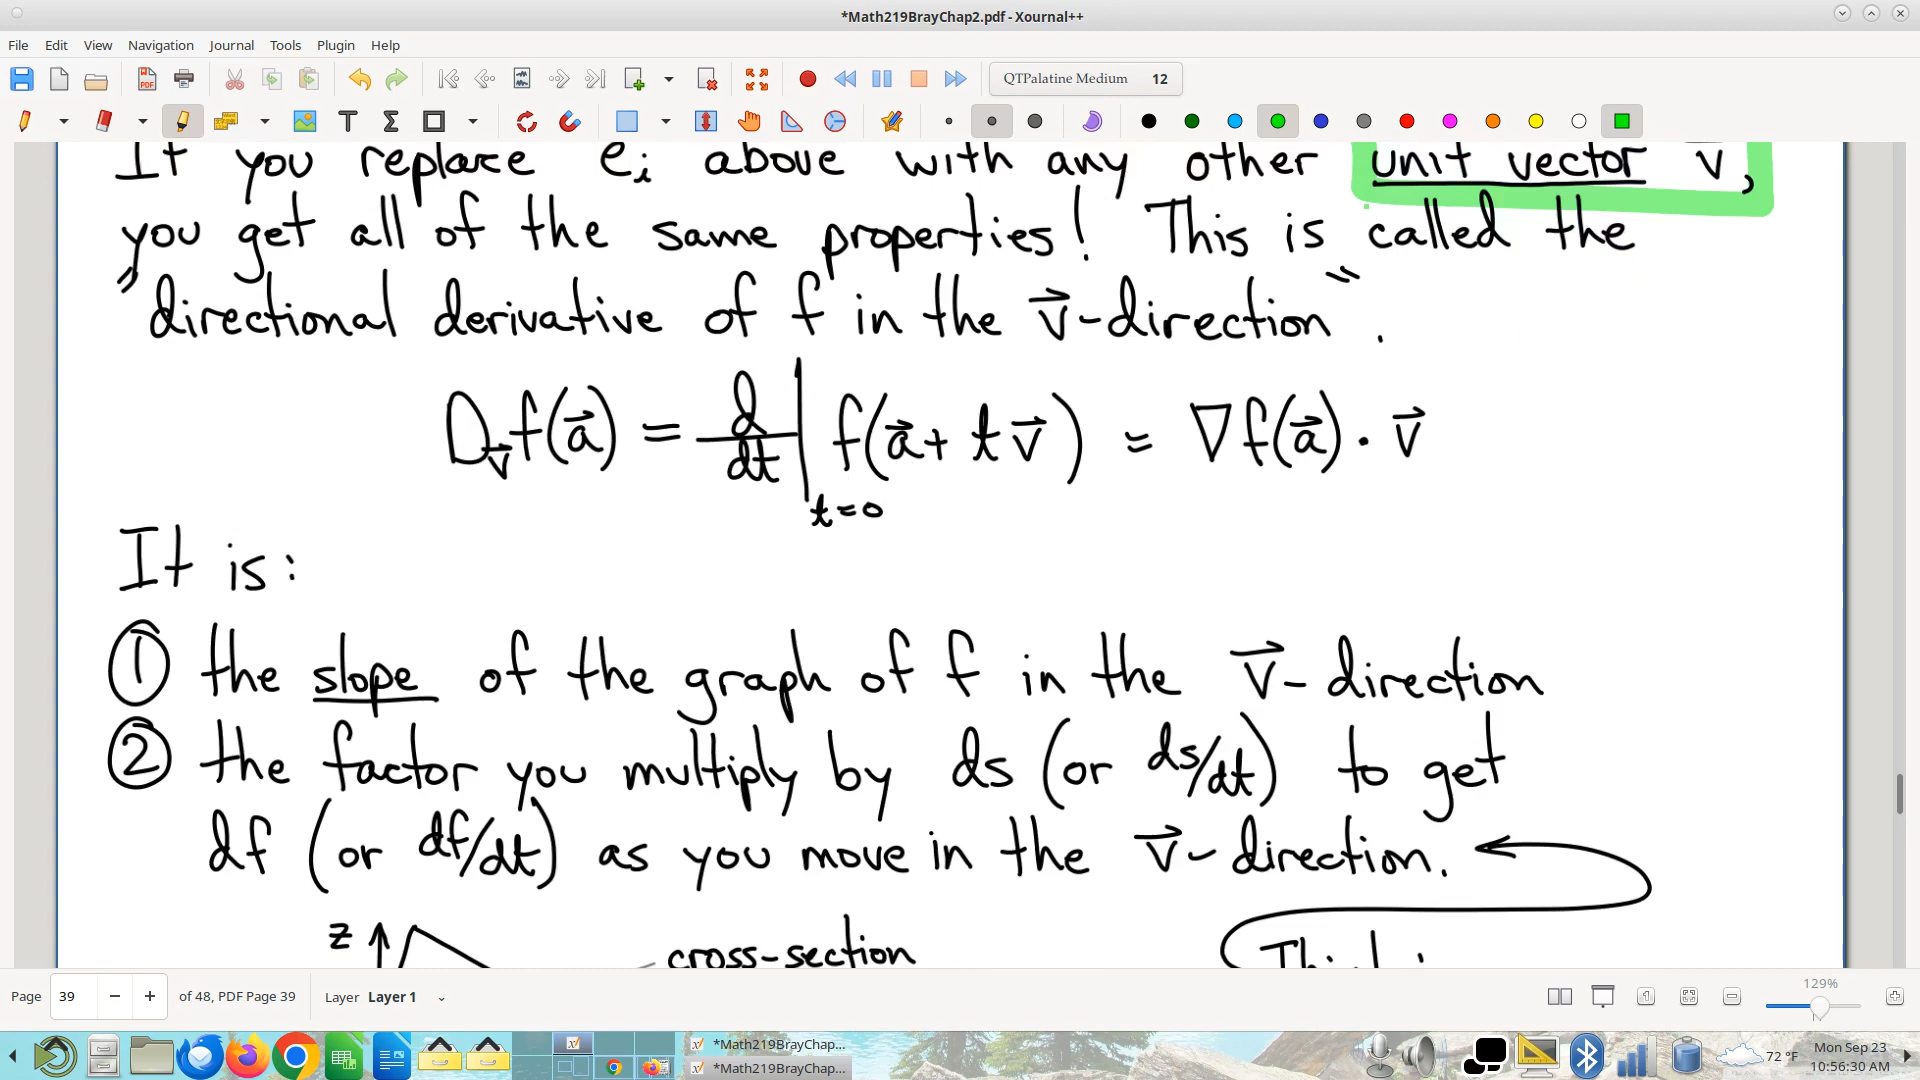 *Math219BrayChap2.pdf - Xournal++
File Edit View Navigation Journal Tools Plugin Help
QTPalatine Medium 12
If you replace e⃗ᵢ above with any other unit vector v⃗,
you get all of the same properties! This is called the
"directional derivative of f in the v⃗-direction".
D_v⃗ f(a⃗) = d/dt |_{t=0} f(a⃗ + t v⃗) = ∇f(a⃗) · v⃗
It is:
① the slope of the graph of f in the v⃗-direction
② the factor you multiply by ds (or ds/dt) to get
df (or df/dt) as you move in the v⃗-direction.
z cross-section
Page 39 of 48, PDF Page 39 Layer Layer 1 129%
*Math219BrayChap...
*Math219BrayChap...
72 °F
Mon Sep 23
10:56:30 AM